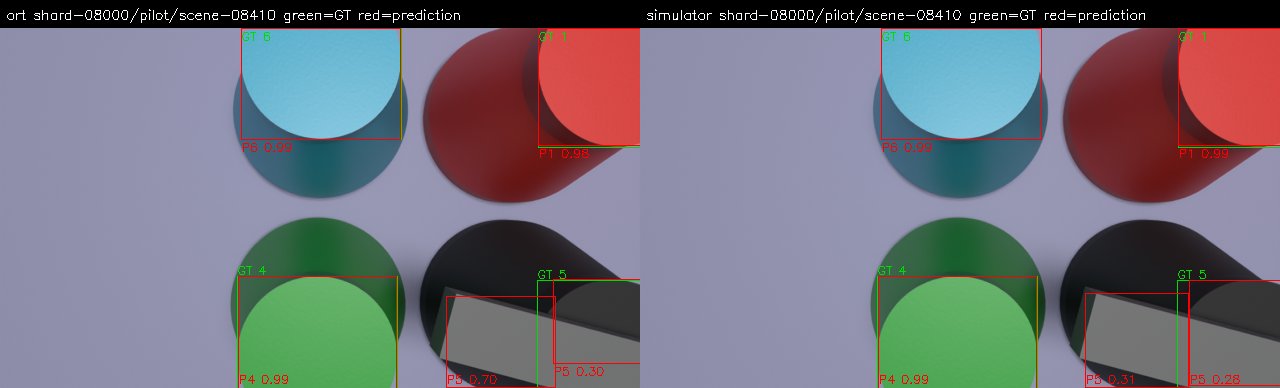 ort shard-08000/pilot/scene-08410 green=GT red=prediction
simulator shard-08000/pilot/scene-08410 green=GT red=prediction
GT 6
GT 1
GT 6
GT 1
P6 0.99
P1 0.98
P6 0.99
P1 0.99
GT 4
GT 5
GT 4
GT 5
P4 0.99
P5 0.70
P5 0.30
P4 0.99
P5 0.31
P5 0.28